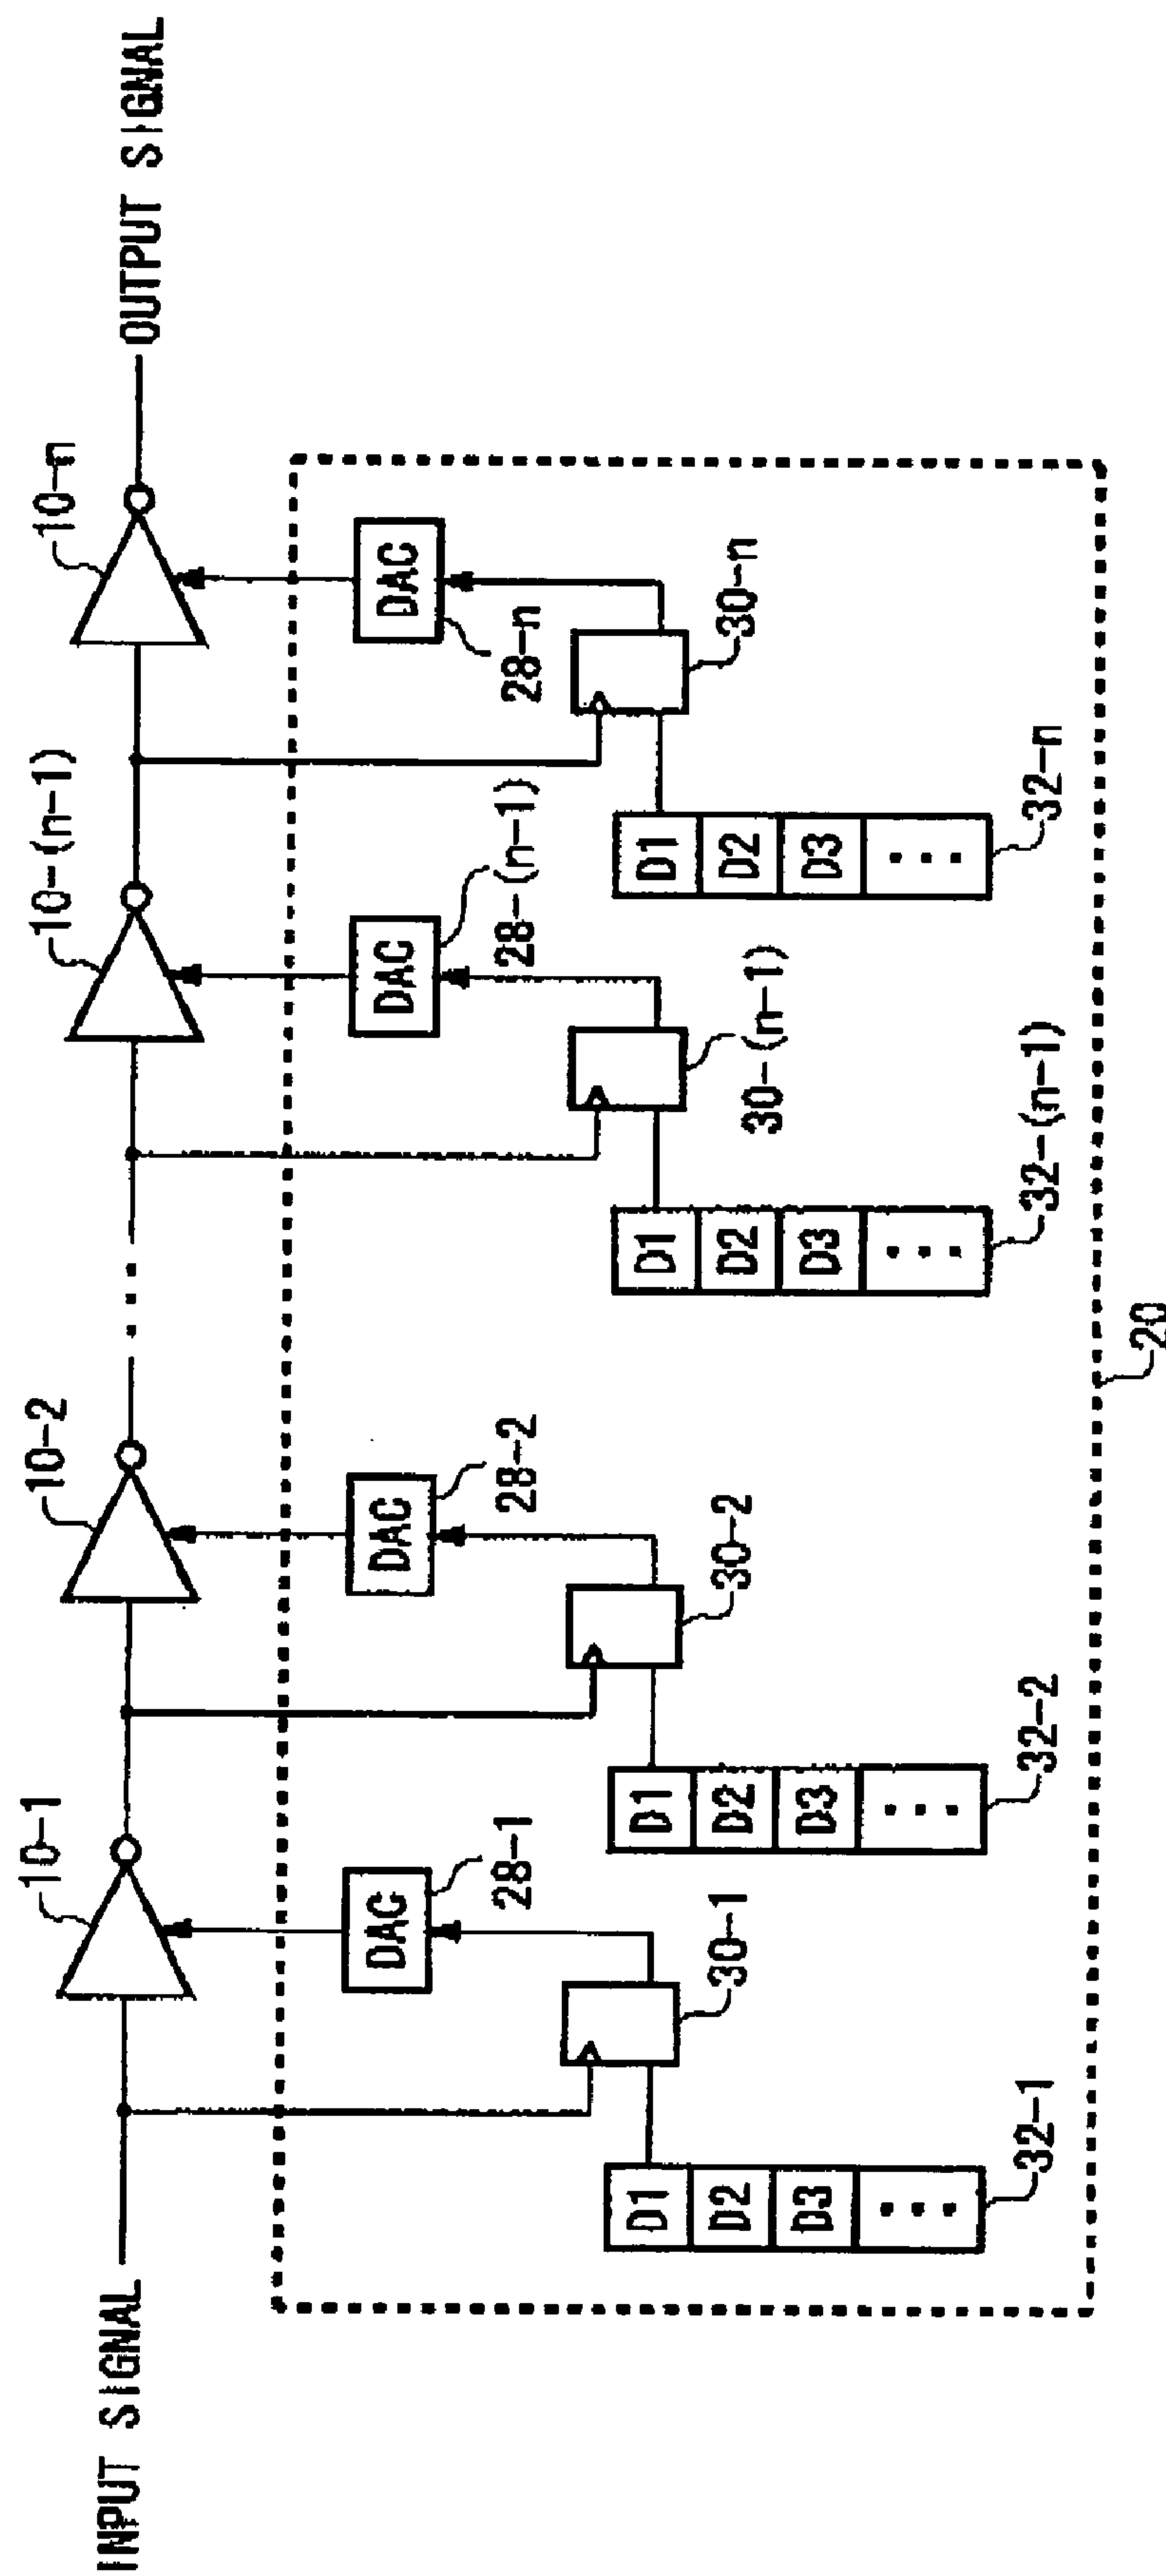 10-1
10-2
10-(n-1)
10-n
INPUT SIGNAL
OUTPUT SIGNAL
DAC
DAC
DAC
DAC
28-1
28-2
28-(n-1)
28-n
30-1
30-2
30-(n-1)
30-n
D1
D2
D3
...
D1
D2
D3
...
D1
D2
D3
...
D1
D2
D3
...
32-1
32-2
32-(n-1)
32-n
20